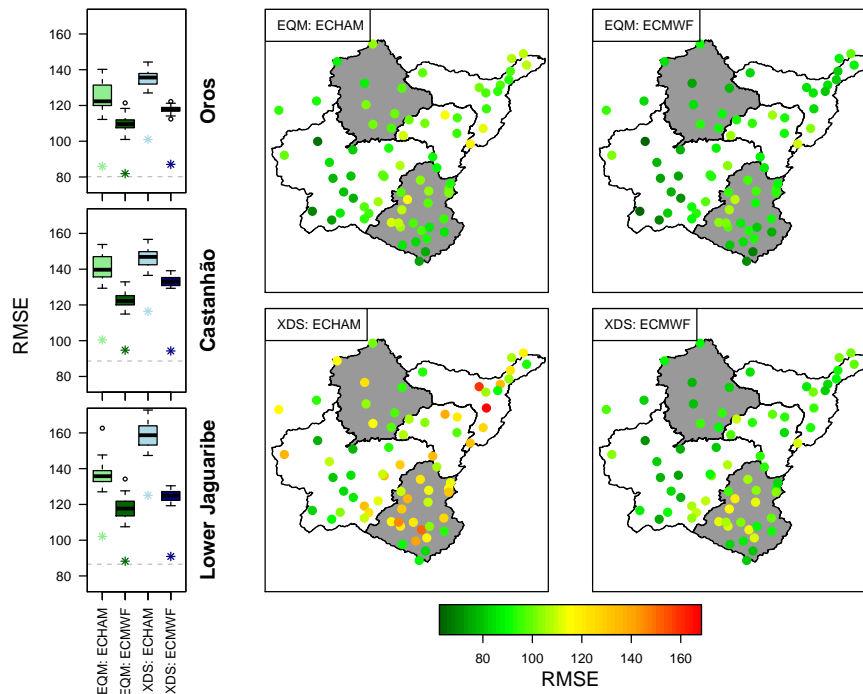 RMSE
140
120
100
80
Oros
160
140
120
100
80
Castanhão
160
140
120
100
80
Lower Jaguaribe
EQM: ECHAM
EQM: ECMWF
XDS: ECHAM
XDS: ECMWF
EQM: ECHAM
EQM: ECMWF
XDS: ECHAM
XDS: ECMWF
80 100 120 140 160
RMSE